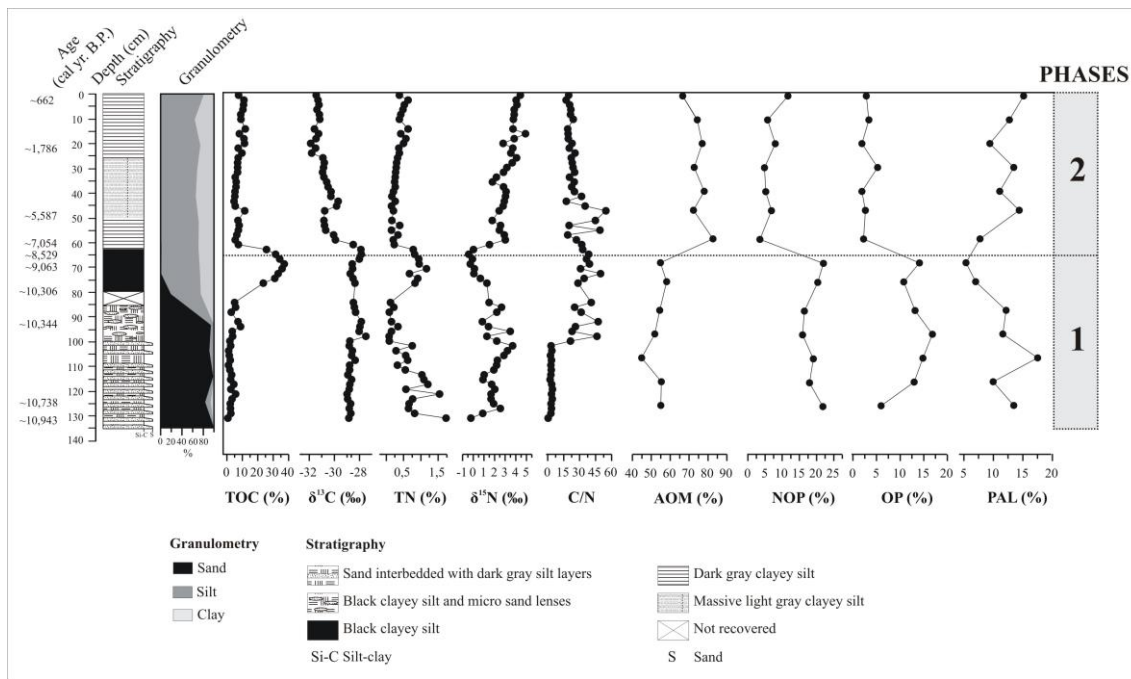 Age
(cal yr. B.P.)
Depth (cm)
Stratigraphy
Granulometry
PHASES
~662
~1,786
~5,587
~7,054
~8,529
~9,063
~10,306
~10,344
~10,738
~10,943
0
10
20
30
40
50
60
70
80
90
100
110
120
130
140
Si-C S
0 20 40 60 80
%
2
1
0 10 20 30 40
TOC (%)
-32 -30 -28
δ¹³C (‰)
0,5 1,5
TN (%)
-1 0 1 2 3 4 5
δ¹⁵N (‰)
0 15 30 45 60
C/N
40 50 60 70 80 90
AOM (%)
0 5 10 15 20 25
NOP (%)
0 5 10 15 20
OP (%)
5 10 15 20
PAL (%)
Granulometry
Sand
Silt
Clay
Stratigraphy
Sand interbedded with dark gray silt layers
Black clayey silt and micro sand lenses
Black clayey silt
Si-C Silt-clay
Dark gray clayey silt
Massive light gray clayey silt
Not recovered
S Sand